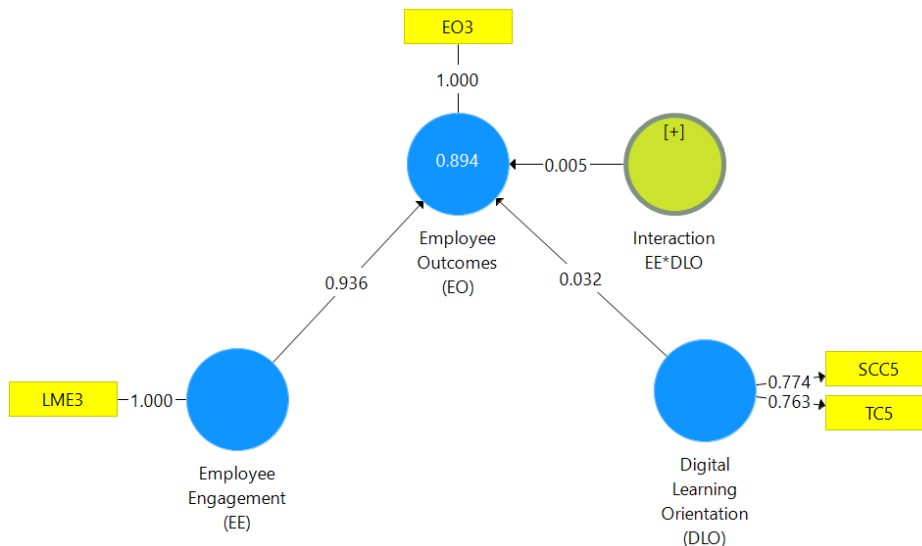 EO3
1.000
[+]
0.894
0.005
Employee
Outcomes
(EO)
Interaction
EE*DLO
0.936
0.032
LME3
1.000
SCC5
0.774
0.763
TC5
Employee
Engagement
(EE)
Digital
Learning
Orientation
(DLO)